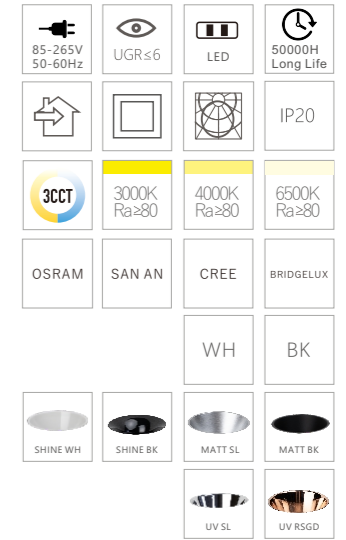 85-265V
50-60Hz
UGR≤6
LED
50000H
Long Life
IP20
3CCT
3000K
Ra≥80
4000K
Ra≥80
6500K
Ra≥80
OSRAM
SAN AN
CREE
BRIDGELUX
WH
BK
SHINE WH
SHINE BK
MATT SL
MATT BK
UV SL
UV RSGD